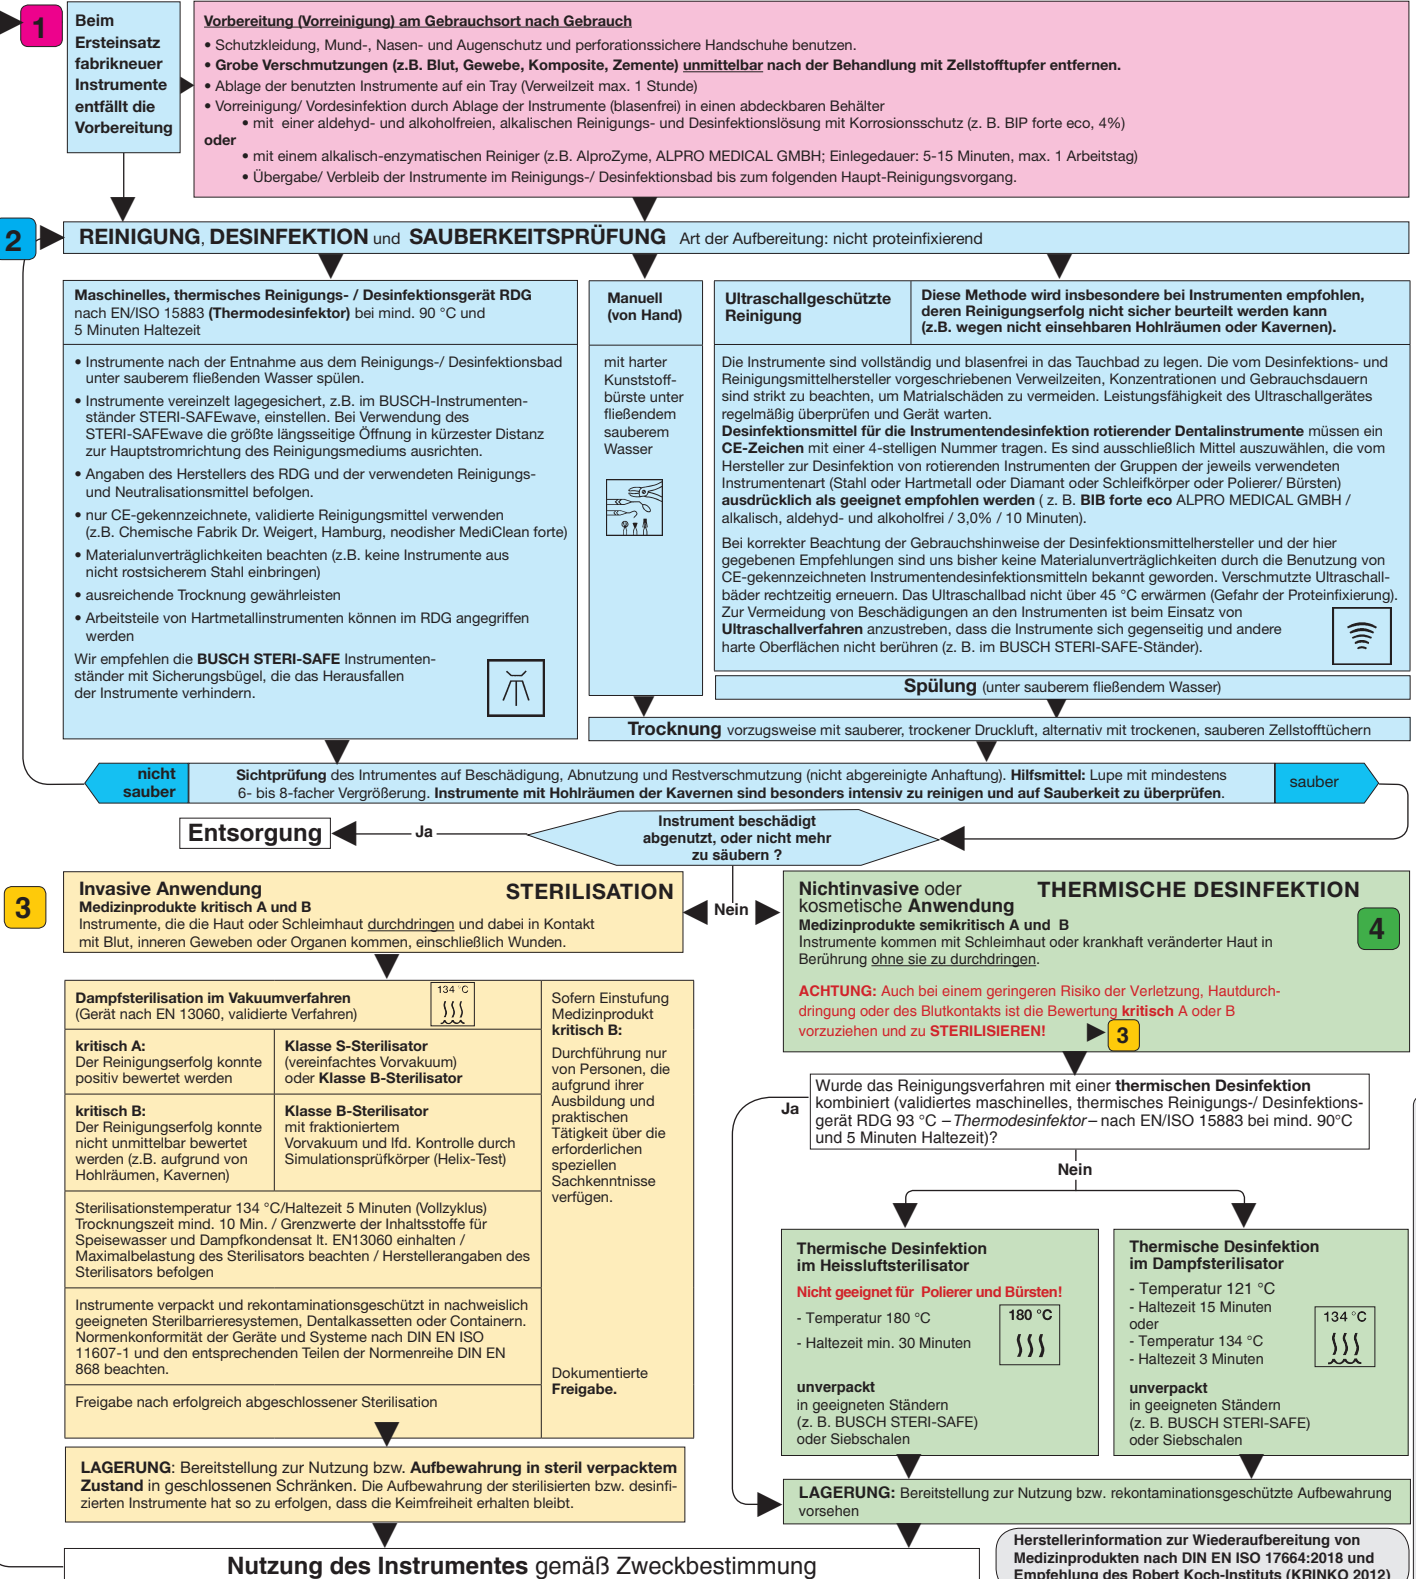 1
Beim
Ersteinsatz
fabrikneuer
Instrumente
entfällt die
Vorbereitung
Vorbereitung (Vorreinigung) am Gebrauchsort nach Gebrauch
• Schutzkleidung, Mund-, Nasen- und Augenschutz und perforationssichere Handschuhe benutzen.
• Grobe Verschmutzungen (z.B. Blut, Gewebe, Komposite, Zemente) unmittelbar nach der Behandlung mit Zellstofftupfer entfernen.
• Ablage der benutzten Instrumente auf ein Tray (Verweilzeit max. 1 Stunde)
• Vorreinigung/ Vordesinfektion durch Ablage der Instrumente (blasenfrei) in einen abdeckbaren Behälter
• mit einer aldehyd- und alkoholfreien, alkalischen Reinigungs- und Desinfektionslösung mit Korrosionsschutz (z. B. BIP forte eco, 4%)
oder
• mit einem alkalisch-enzymatischen Reiniger (z.B. AlproZyme, ALPRO MEDICAL GMBH; Einlegedauer: 5-15 Minuten, max. 1 Arbeitstag)
• Übergabe/ Verbleib der Instrumente im Reinigungs-/ Desinfektionsbad bis zum folgenden Haupt-Reinigungsvorgang.
2
REINIGUNG, DESINFEKTION und SAUBERKEITSPRÜFUNG Art der Aufbereitung: nicht proteinfixierend
Maschinelles, thermisches Reinigungs- / Desinfektionsgerät RDG
nach EN/ISO 15883 (Thermodesinfektor) bei mind. 90 °C und
5 Minuten Haltezeit
• Instrumente nach der Entnahme aus dem Reinigungs-/ Desinfektionsbad
unter sauberem fließenden Wasser spülen.
• Instrumente vereinzelt lagegesichert, z.B. im BUSCH-Instrumenten-
ständer STERI-SAFEwave, einstellen. Bei Verwendung des
STERI-SAFEwave die größte längsseitige Öffnung in kürzester Distanz
zur Hauptstromrichtung des Reinigungsmediums ausrichten.
• Angaben des Herstellers des RDG und der verwendeten Reinigungs-
und Neutralisationsmittel befolgen.
• nur CE-gekennzeichnete, validierte Reinigungsmittel verwenden
(z.B. Chemische Fabrik Dr. Weigert, Hamburg, neodisher MediClean forte)
• Materialunverträglichkeiten beachten (z.B. keine Instrumente aus
nicht rostsicherem Stahl einbringen)
• ausreichende Trocknung gewährleisten
• Arbeitsteile von Hartmetallinstrumenten können im RDG angegriffen
werden
Wir empfehlen die BUSCH STERI-SAFE Instrumenten-
ständer mit Sicherungsbügel, die das Herausfallen
der Instrumente verhindern.
Manuell
(von Hand)
mit harter
Kunststoff-
bürste unter
fließendem
sauberem
Wasser
Ultraschallgeschützte
Reinigung
Diese Methode wird insbesondere bei Instrumenten empfohlen,
deren Reinigungserfolg nicht sicher beurteilt werden kann
(z.B. wegen nicht einsehbaren Hohlräumen oder Kavernen).
Die Instrumente sind vollständig und blasenfrei in das Tauchbad zu legen. Die vom Desinfektions- und
Reinigungsmittelhersteller vorgeschriebenen Verweilzeiten, Konzentrationen und Gebrauchsdauern
sind strikt zu beachten, um Matrialschäden zu vermeiden. Leistungsfähigkeit des Ultraschallgerätes
regelmäßig überprüfen und Gerät warten.
Desinfektionsmittel für die Instrumentendesinfektion rotierender Dentalinstrumente müssen ein
CE-Zeichen mit einer 4-stelligen Nummer tragen. Es sind ausschließlich Mittel auszuwählen, die vom
Hersteller zur Desinfektion von rotierenden Instrumenten der Gruppen der jeweils verwendeten
Instrumentenart (Stahl oder Hartmetall oder Diamant oder Schleifkörper oder Polierer/ Bürsten)
ausdrücklich als geeignet empfohlen werden ( z. B. BIB forte eco ALPRO MEDICAL GMBH /
alkalisch, aldehyd- und alkoholfrei / 3,0% / 10 Minuten).
Bei korrekter Beachtung der Gebrauchshinweise der Desinfektionsmittelhersteller und der hier
gegebenen Empfehlungen sind uns bisher keine Materialunverträglichkeiten durch die Benutzung von
CE-gekennzeichneten Instrumentendesinfektionsmitteln bekannt geworden. Verschmutzte Ultraschall-
bäder rechtzeitig erneuern. Das Ultraschallbad nicht über 45 °C erwärmen (Gefahr der Proteinfixierung).
Zur Vermeidung von Beschädigungen an den Instrumenten ist beim Einsatz von
Ultraschallverfahren anzustreben, dass die Instrumente sich gegenseitig und andere
harte Oberflächen nicht berühren (z. B. im BUSCH STERI-SAFE-Ständer).
Spülung (unter sauberem fließendem Wasser)
Trocknung vorzugsweise mit sauberer, trockener Druckluft, alternativ mit trockenen, sauberen Zellstofftüchern
nicht
sauber
Sichtprüfung des Intrumentes auf Beschädigung, Abnutzung und Restverschmutzung (nicht abgereinigte Anhaftung). Hilfsmittel: Lupe mit mindestens
6- bis 8-facher Vergrößerung. Instrumente mit Hohlräumen der Kavernen sind besonders intensiv zu reinigen und auf Sauberkeit zu überprüfen.
sauber
Entsorgung
Ja
Instrument beschädigt
abgenutzt, oder nicht mehr
zu säubern ?
Nein
3
Invasive Anwendung STERILISATION
Medizinprodukte kritisch A und B
Instrumente, die die Haut oder Schleimhaut durchdringen und dabei in Kontakt
mit Blut, inneren Geweben oder Organen kommen, einschließlich Wunden.
Dampfsterilisation im Vakuumverfahren
(Gerät nach EN 13060, validierte Verfahren)
134 °C
kritisch A:
Der Reinigungserfolg konnte
positiv bewertet werden
Klasse S-Sterilisator
(vereinfachtes Vorvakuum)
oder Klasse B-Sterilisator
kritisch B:
Der Reinigungserfolg konnte
nicht unmittelbar bewertet
werden (z.B. aufgrund von
Hohlräumen, Kavernen)
Klasse B-Sterilisator
mit fraktioniertem
Vorvakuum und lfd. Kontrolle durch
Simulationsprüfkörper (Helix-Test)
Sterilisationstemperatur 134 °C/Haltezeit 5 Minuten (Vollzyklus)
Trocknungszeit mind. 10 Min. / Grenzwerte der Inhaltsstoffe für
Speisewasser und Dampfkondensat lt. EN13060 einhalten /
Maximalbelastung des Sterilisators beachten / Herstellerangaben des
Sterilisators befolgen
Instrumente verpackt und rekontaminationsgeschützt in nachweislich
geeigneten Sterilbarrieresystemen, Dentalkassetten oder Containern.
Normenkonformität der Geräte und Systeme nach DIN EN ISO
11607-1 und den entsprechenden Teilen der Normenreihe DIN EN
868 beachten.
Freigabe nach erfolgreich abgeschlossener Sterilisation
Sofern Einstufung
Medizinprodukt
kritisch B:
Durchführung nur
von Personen, die
aufgrund ihrer
Ausbildung und
praktischen
Tätigkeit über die
erforderlichen
speziellen
Sachkenntnisse
verfügen.
Dokumentierte
Freigabe.
LAGERUNG: Bereitstellung zur Nutzung bzw. Aufbewahrung in steril verpacktem
Zustand in geschlossenen Schränken. Die Aufbewahrung der sterilisierten bzw. desinfi-
zierten Instrumente hat so zu erfolgen, dass die Keimfreiheit erhalten bleibt.
Nichtinvasive oder THERMISCHE DESINFEKTION
kosmetische Anwendung
4
Medizinprodukte semikritisch A und B
Instrumente kommen mit Schleimhaut oder krankhaft veränderter Haut in
Berührung ohne sie zu durchdringen.
ACHTUNG: Auch bei einem geringeren Risiko der Verletzung, Hautdurch-
dringung oder des Blutkontakts ist die Bewertung kritisch A oder B
vorzuziehen und zu STERILISIEREN!
3
Wurde das Reinigungsverfahren mit einer thermischen Desinfektion
kombiniert (validiertes maschinelles, thermisches Reinigungs-/ Desinfektions-
gerät RDG 93 °C –Thermodesinfektor– nach EN/ISO 15883 bei mind. 90°C
und 5 Minuten Haltezeit)?
Ja
Nein
Thermische Desinfektion
im Heissluftsterilisator
Nicht geeignet für Polierer und Bürsten!
- Temperatur 180 °C
- Haltezeit min. 30 Minuten
180 °C
unverpackt
in geeigneten Ständern
(z. B. BUSCH STERI-SAFE)
oder Siebschalen
Thermische Desinfektion
im Dampfsterilisator
- Temperatur 121 °C
- Haltezeit 15 Minuten
oder
- Temperatur 134 °C
- Haltezeit 3 Minuten
134 °C
unverpackt
in geeigneten Ständern
(z. B. BUSCH STERI-SAFE)
oder Siebschalen
LAGERUNG: Bereitstellung zur Nutzung bzw. rekontaminationsgeschützte Aufbewahrung
vorsehen
Nutzung des Instrumentes gemäß Zweckbestimmung
Herstellerinformation zur Wiederaufbereitung von
Medizinprodukten nach DIN EN ISO 17664:2018 und
Empfehlung des Robert Koch-Instituts (KRINKO 2012)